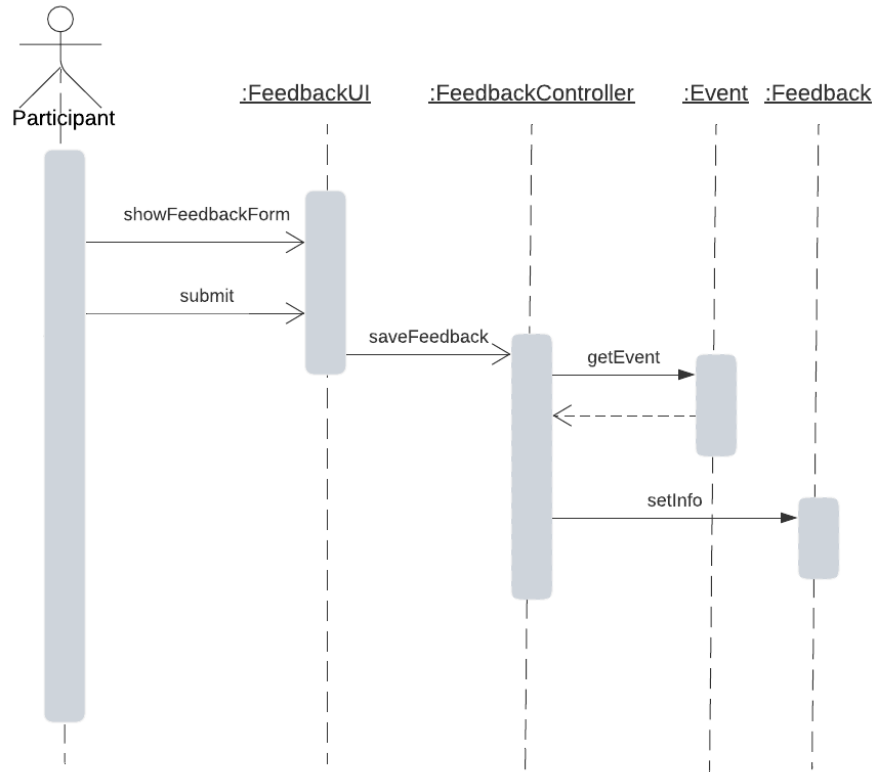 :FeedbackUI :FeedbackController :Event :Feedback
Participant
showFeedbackForm
submit
saveFeedback
getEvent
setInfo